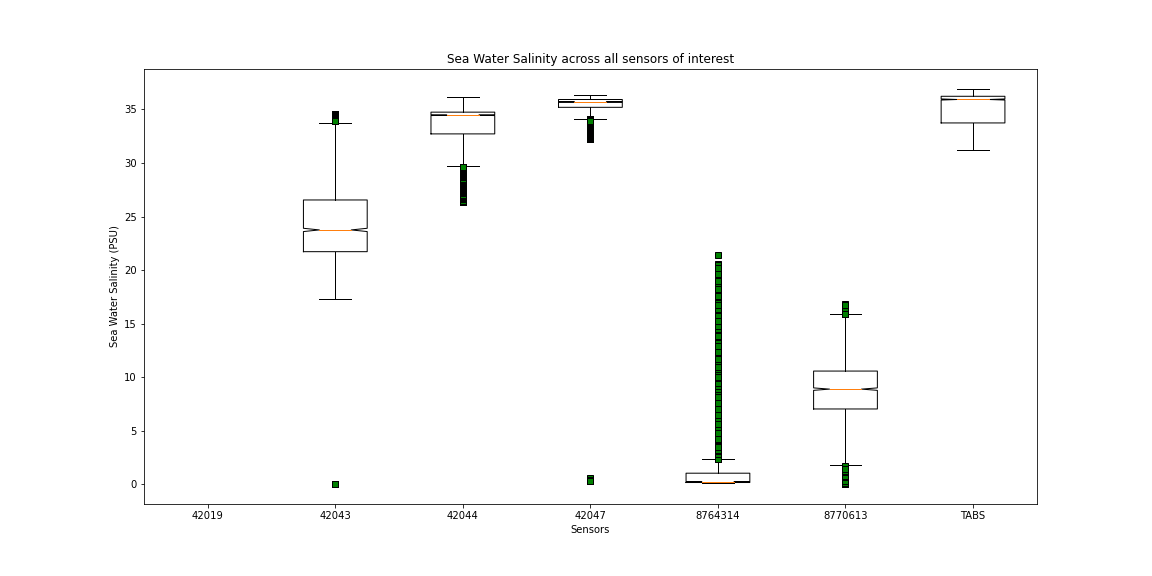 Sea Water Salinity across all sensors of interest
Sea Water Salinity (PSU)
35
30
25
20
15
10
5
0
42019 42043 42044 42047 8764314 8770613 TABS
Sensors